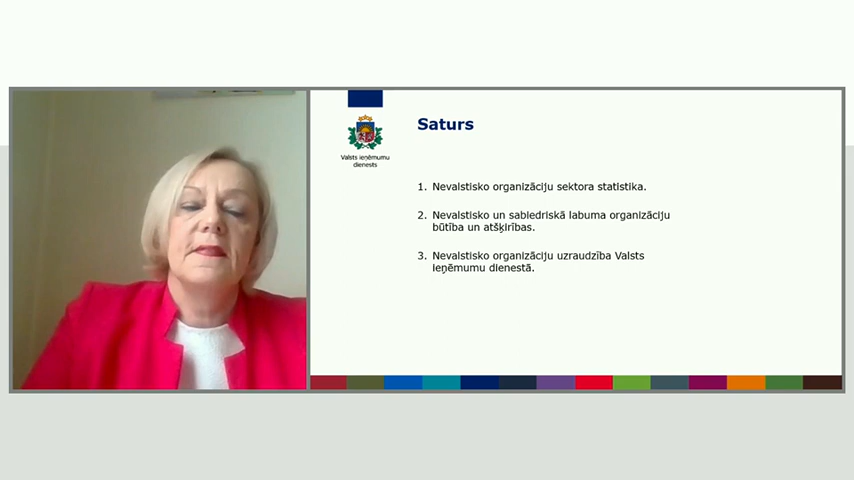 Saturs
Valsts ieņēmumu
dienests
1. Nevalstisko organizāciju sektora statistika.
2. Nevalstisko un sabiedriskā labuma organizāciju
būtība un atšķirības.
3. Nevalstisko organizāciju uzraudzība Valsts
Ieņēmumu dienestā.